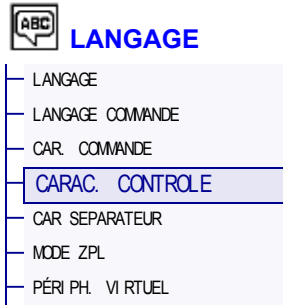 ABC
LANGAGE
LANGAGE
LANGAGE COMMANDE
CAR. COMMANDE
CARAC. CONTROLE
CAR SEPARATEUR
MODE ZPL
PÉRIPH. VIRTUEL